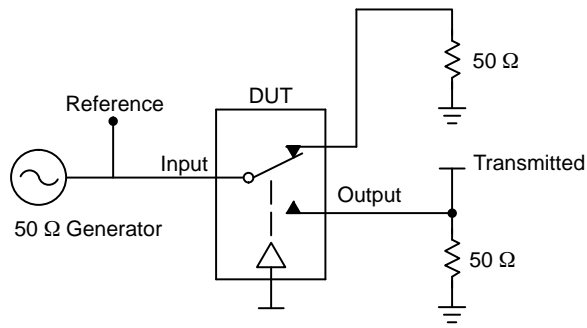 50 Ω
Reference
DUT
Input
Transmitted
Output
50 Ω Generator
50 Ω